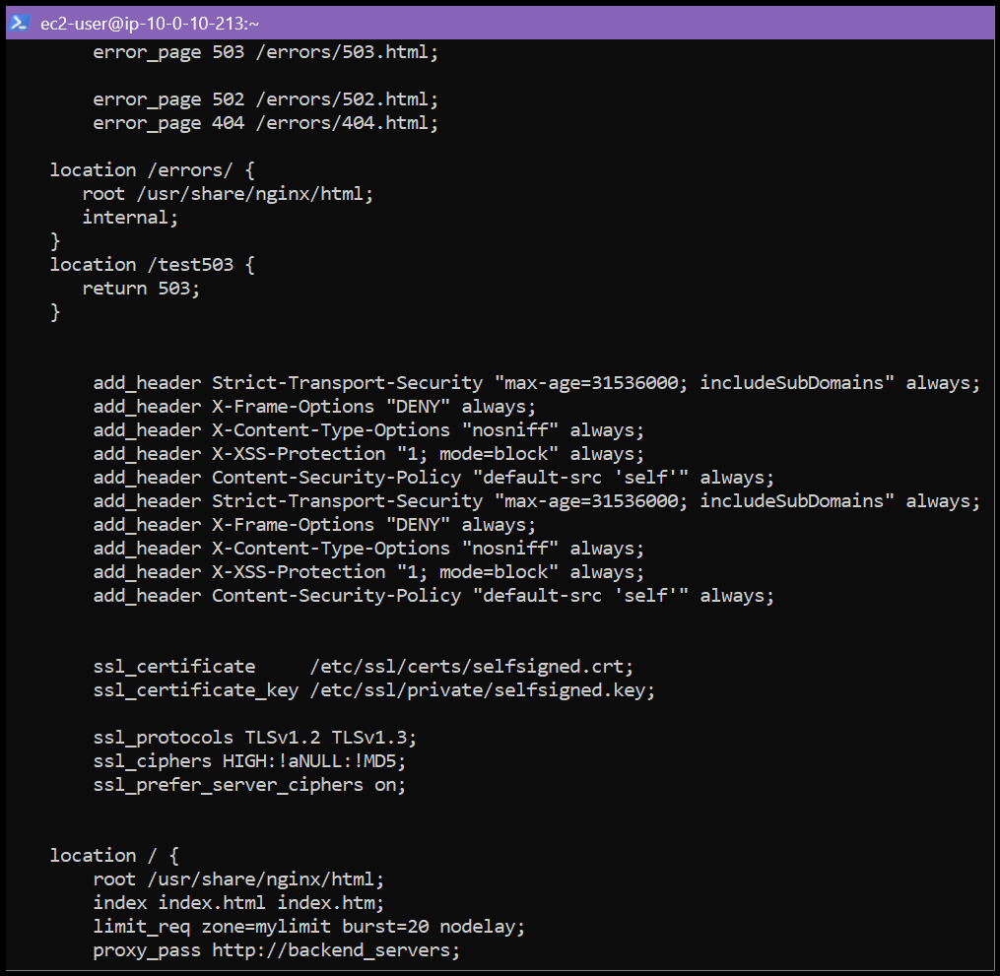 ec2-user@ip-10-0-10-213:~
error_page 503 /errors/503.html;
error_page 502 /errors/502.html;
error_page 404 /errors/404.html;
location /errors/ {
root /usr/share/nginx/html;
internal;
}
location /test503 {
return 503;
}
add_header Strict-Transport-Security "max-age=31536000; includeSubDomains" always;
add_header X-Frame-Options "DENY" always;
add_header X-Content-Type-Options "nosniff" always;
add_header X-XSS-Protection "1; mode=block" always;
add_header Content-Security-Policy "default-src 'self'" always;
add_header Strict-Transport-Security "max-age=31536000; includeSubDomains" always;
add_header X-Frame-Options "DENY" always;
add_header X-Content-Type-Options "nosniff" always;
add_header X-XSS-Protection "1; mode=block" always;
add_header Content-Security-Policy "default-src 'self'" always;
ssl_certificate     /etc/ssl/certs/selfsigned.crt;
ssl_certificate_key /etc/ssl/private/selfsigned.key;
ssl_protocols TLSv1.2 TLSv1.3;
ssl_ciphers HIGH:!aNULL:!MD5;
ssl_prefer_server_ciphers on;
location / {
root /usr/share/nginx/html;
index index.html index.htm;
limit_req zone=mylimit burst=20 nodelay;
proxy_pass http://backend_servers;